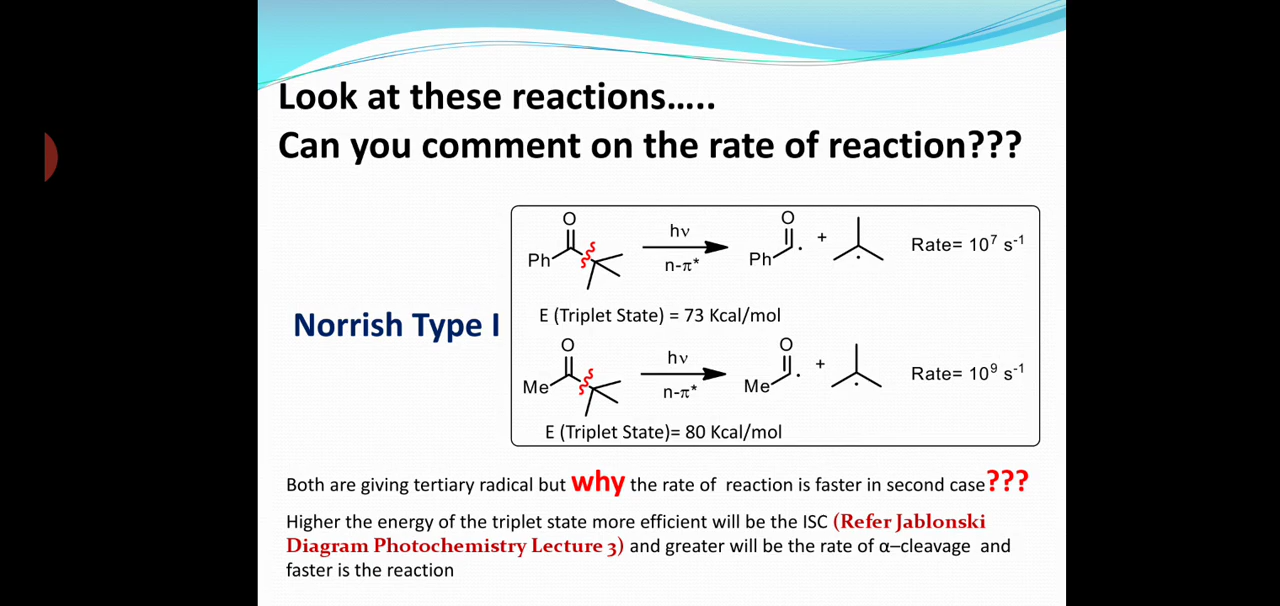 Look at these reactions.....
Can you comment on the rate of reaction???
O hν O + Rate= 10⁷ s⁻¹
Ph n-π* Ph
E (Triplet State) = 73 Kcal/mol
Norrish Type I
O hν O + Rate= 10⁹ s⁻¹
Me n-π* Me
E (Triplet State)= 80 Kcal/mol
Both are giving tertiary radical but why the rate of reaction is faster in second case???
Higher the energy of the triplet state more efficient will be the ISC (Refer Jablonski
Diagram Photochemistry Lecture 3) and greater will be the rate of α–cleavage and
faster is the reaction